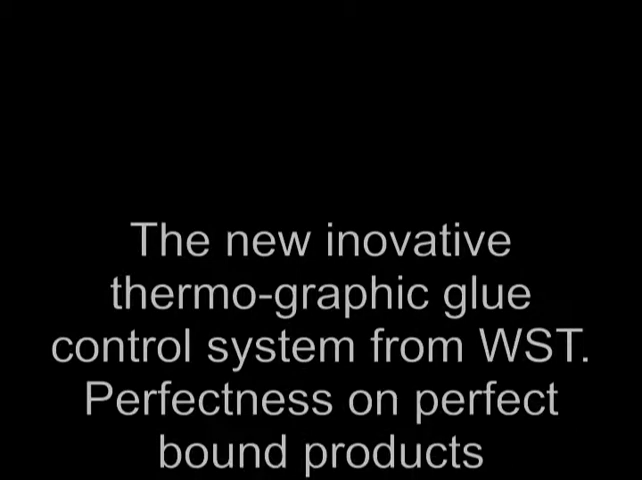 The new inovative
thermo-graphic glue
control system from WST.
Perfectness on perfect
bound products